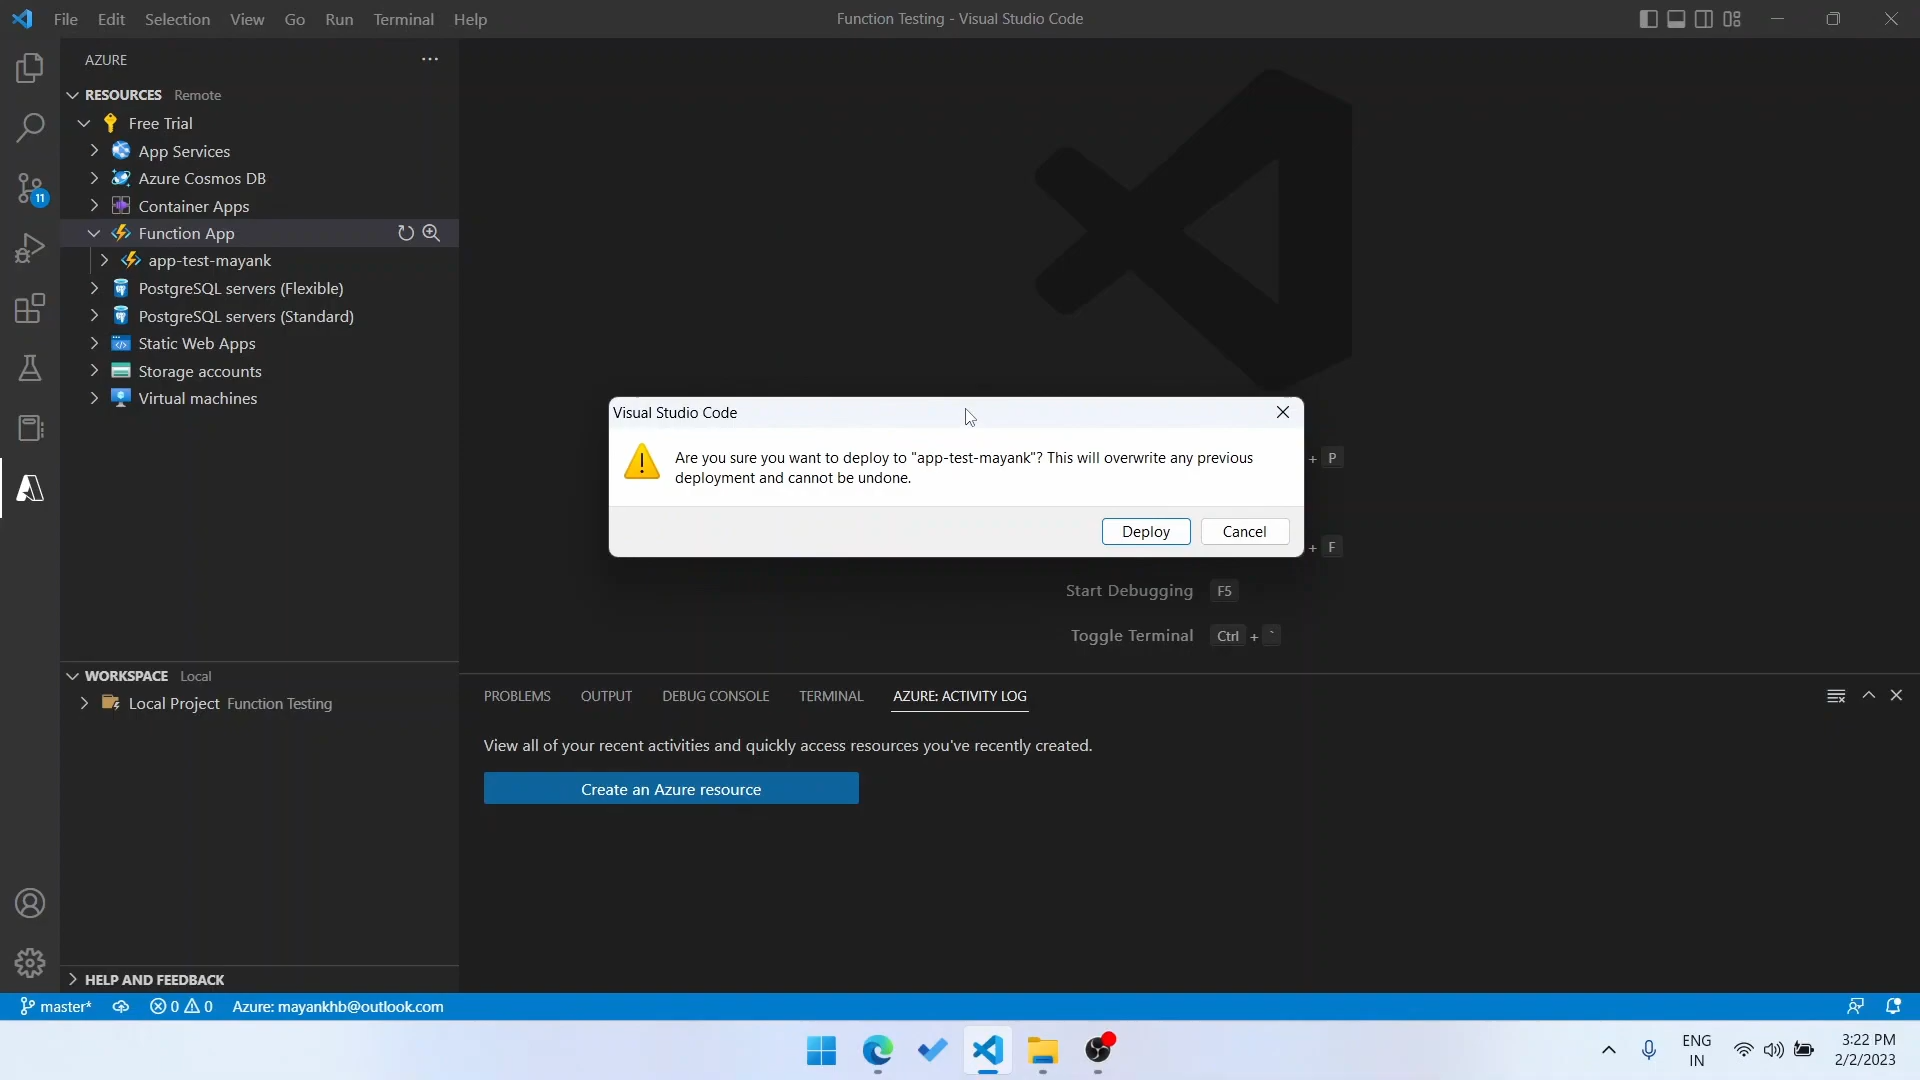 File Edit Selection View Go Run Terminal Help
Function Testing - Visual Studio Code
AZURE
RESOURCES Remote
Free Trial
App Services
Azure Cosmos DB
Container Apps
Function App
app-test-mayank
PostgreSQL servers (Flexible)
PostgreSQL servers (Standard)
Static Web Apps
Storage accounts
Virtual machines
11
Visual Studio Code
Are you sure you want to deploy to "app-test-mayank"? This will overwrite any previous
deployment and cannot be undone.
Deploy Cancel
+ P
+ F
Start Debugging F5
Toggle Terminal Ctrl + `
WORKSPACE Local
Local Project Function Testing
PROBLEMS OUTPUT DEBUG CONSOLE TERMINAL AZURE: ACTIVITY LOG
View all of your recent activities and quickly access resources you've recently created.
Create an Azure resource
HELP AND FEEDBACK
master* 0 0 Azure: mayankhb@outlook.com
ENG
IN
3:22 PM
2/2/2023